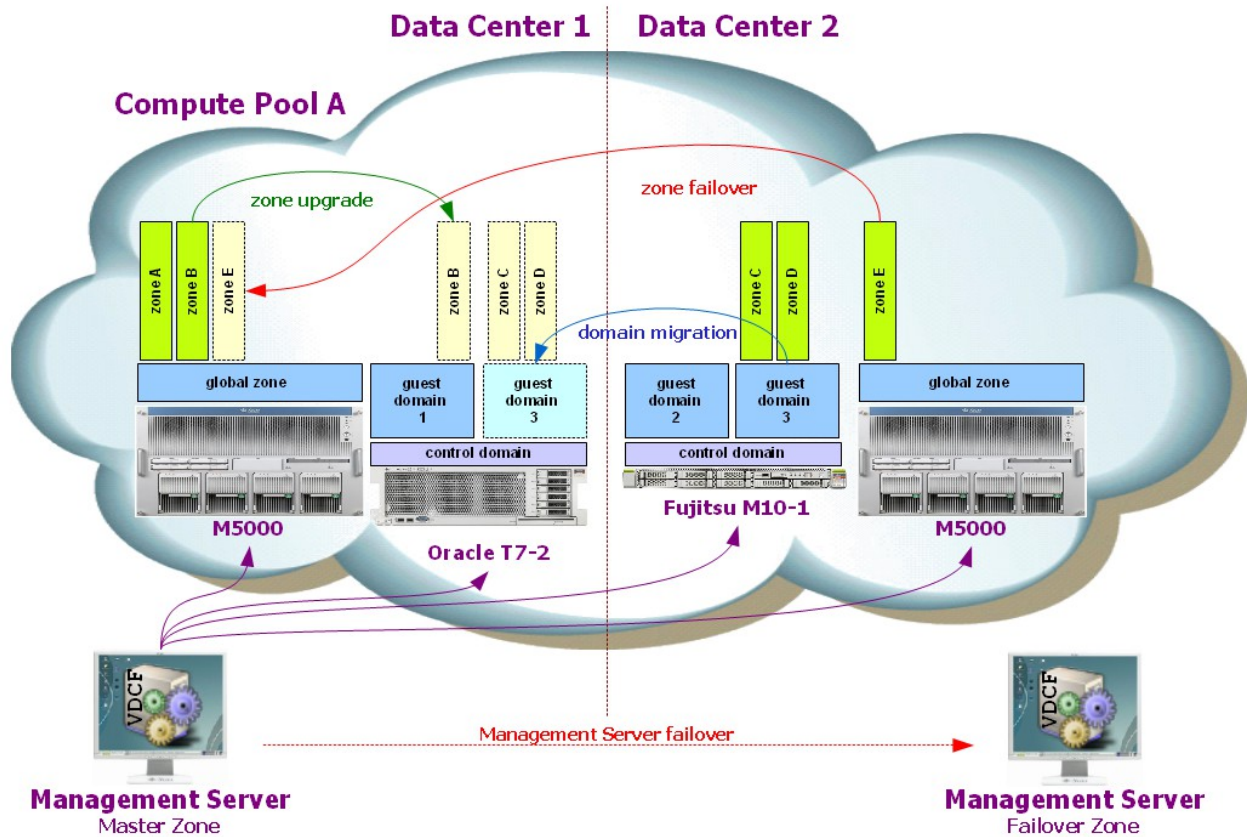 Data Center 1
Data Center 2
Compute Pool A
zone upgrade
zone failover
zone A
zone B
zone E
zone B
zone C
zone D
zone C
zone D
zone E
domain migration
global zone
guest
domain
1
guest
domain
3
guest
domain
2
guest
domain
3
global zone
control domain
control domain
M5000
Oracle T7-2
Fujitsu M10-1
M5000
VDCF
VDCF
Management Server failover
Management Server
Master Zone
Management Server
Failover Zone